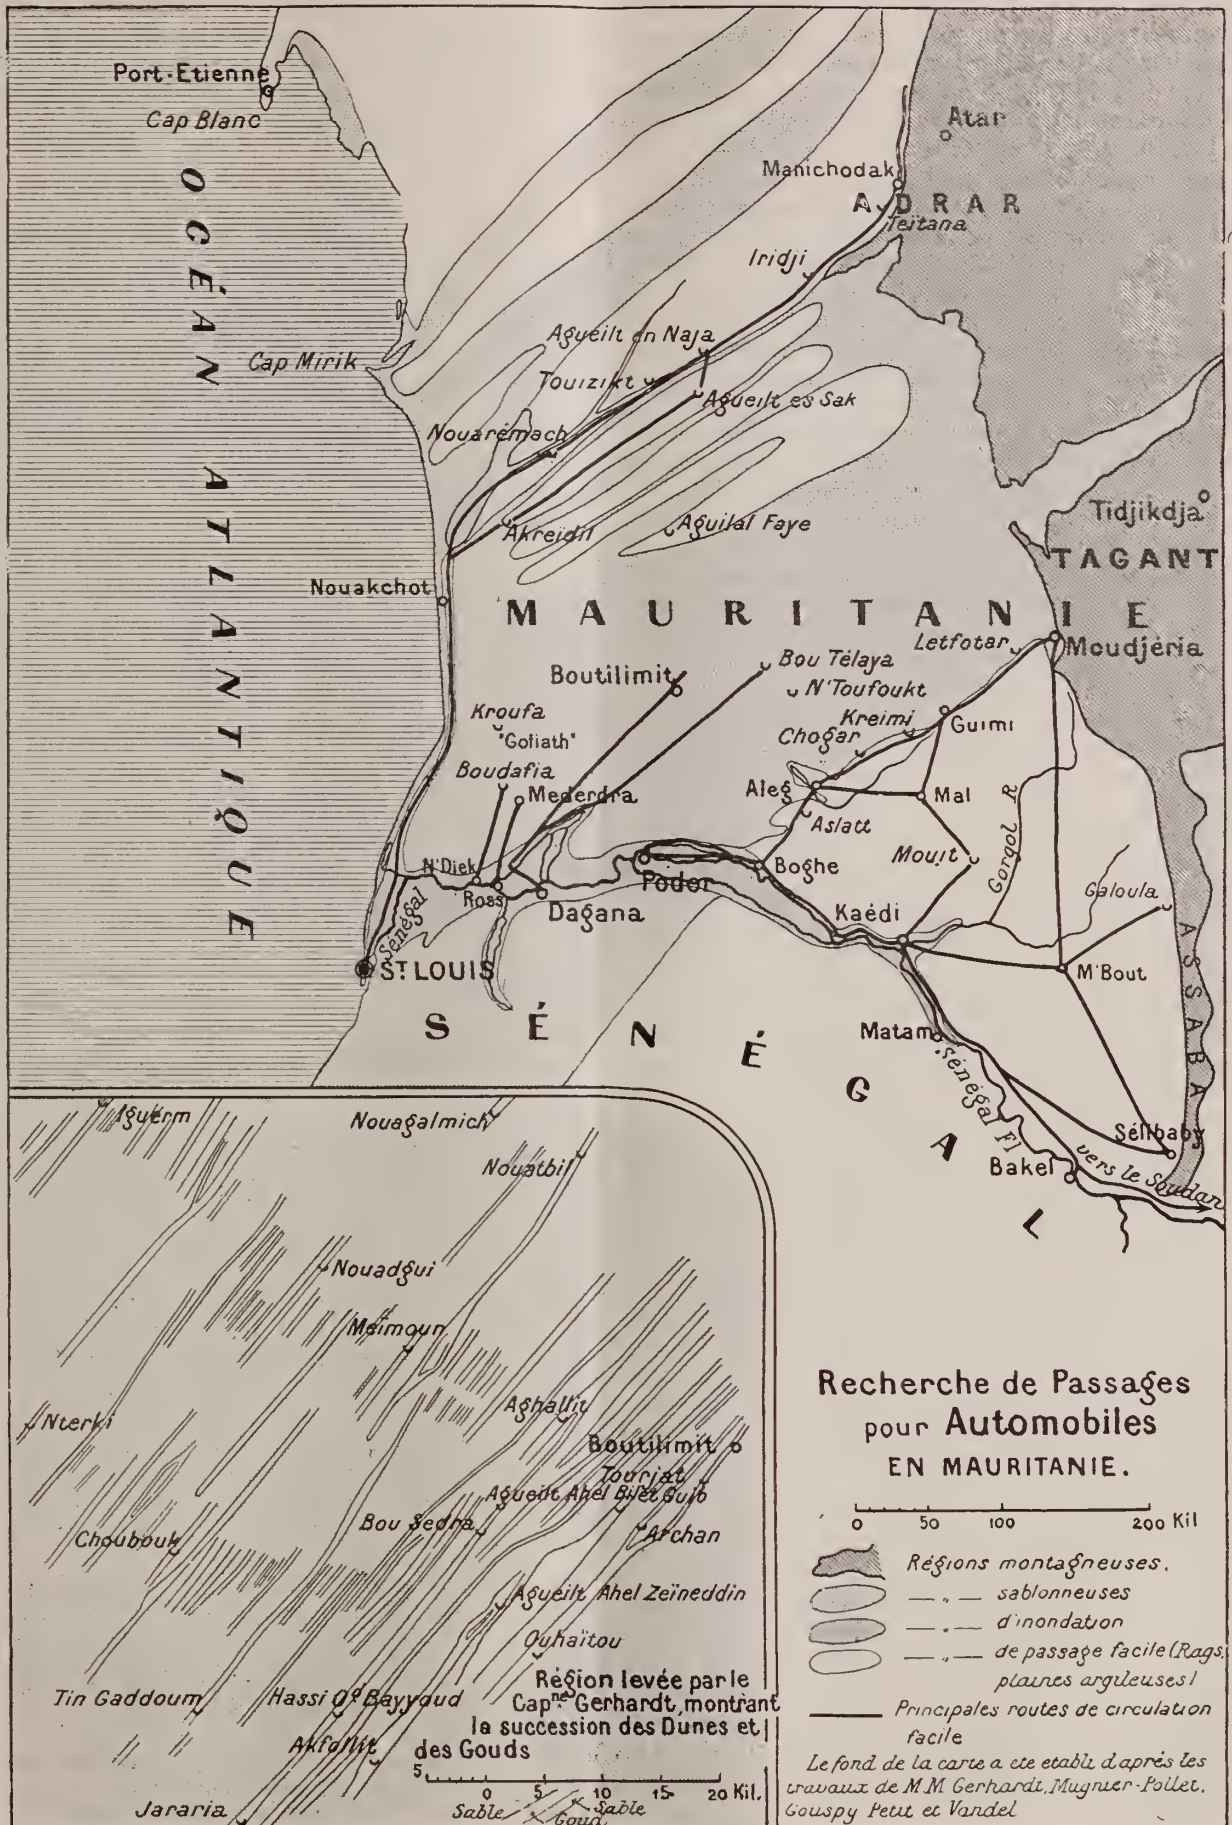 Port-Etienne
Cap Blanc
OCÉAN ATLANTIQUE
Atar
Manichodak
ADRAR
Teïtana
Iridji
Agueilt en Naja
Cap Mirik
Touizikt
Agueilt es Sak
Nouarémach
Akreidil
Aguilal Faye
Tidjikdja
TAGANT
Nouakchot
MAURITANIE
Letfotar
Moudjéria
Bou Télaya
Boutilimit
N'Toufoukt
Kroufa
"Goliath"
Kreimi
Guimi
Chogar
Boudafia
Mederdra
Aleg
Mal
Aslatt
Gorgol R
N'Diek
Ross
Podor
Boghe
Mouit
Galoula
Dagana
Kaédi
Sénégal
ST LOUIS
M'Bout
ASSABA
SÉNÉGAL
Matam
Sénégal Fl
Sélibaby
Bakel
vers le Soudan
Iguerm
Nouagalmich
Nouatbil
Nouadgui
Meïmoun
Nterki
Aghallit
Boutilimit
Tourjat
Agueilt Ahel Bilet Guib
Choubouk
Bou Sedra
Archan
Agueilt Ahel Zeïneddin
Ouhaïtou
Tin Gaddoum
Hassi Od Bayyoud
Akfollit
Jararia
Région levée par le
Capne Gerhardt, montrant
la succession des Dunes et
des Gouds
5 0 5 10 15 20 Kil.
Sable Sable
Goud
Recherche de Passages
pour Automobiles
EN MAURITANIE.
0 50 100 200 Kil
Régions montagneuses.
— „ — sablonneuses
— „ — d'inondation
— „ — de passage facile (Rags,
plaines argileuses)
Principales routes de circulation
facile
Le fond de la carte a été établi d'aprés les
travaux de M.M Gerhardt, Mugnier-Pollet,
Gouspy Petit et Vandel